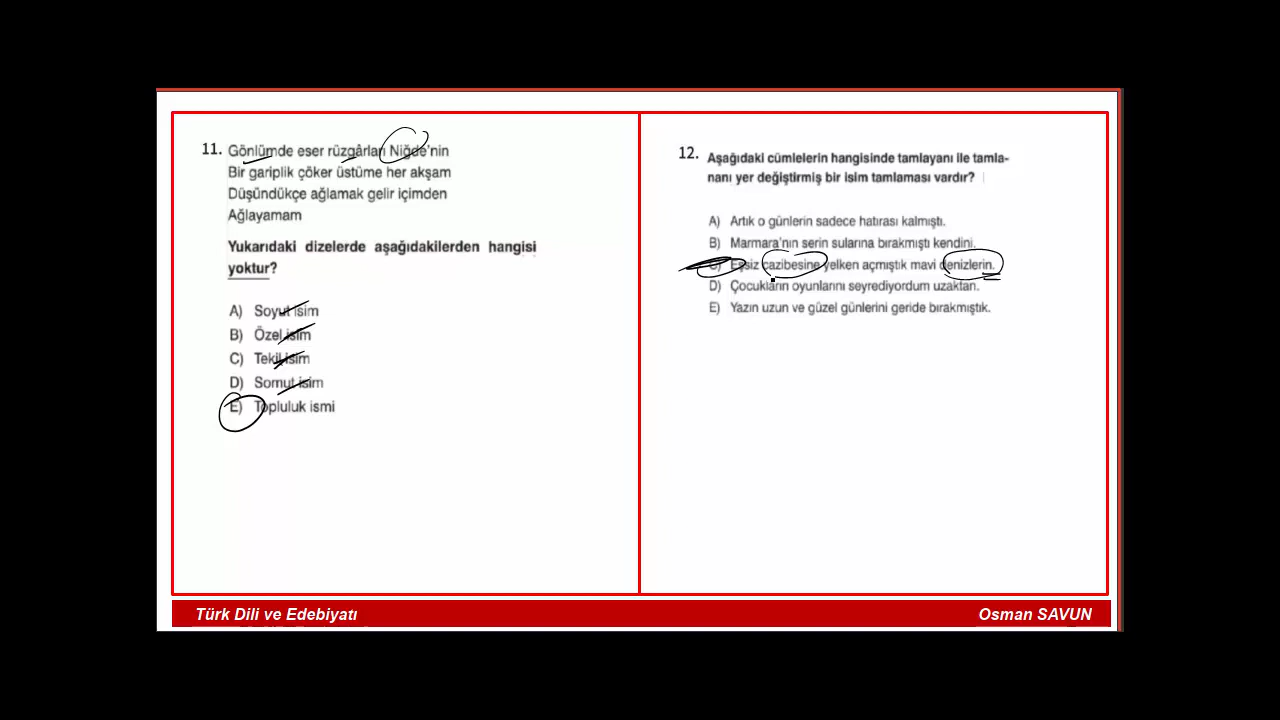 11. Gönlümde eser rüzgârları Niğde'nin
Bir gariplik çöker üstüme her akşam
Düşündükçe ağlamak gelir içimden
Ağlayamam
Yukarıdaki dizelerde aşağıdakilerden hangisi
yoktur?
A) Soyut isim
B) Özel isim
C) Tekil isim
D) Somut isim
E) Topluluk ismi
12. Aşağıdaki cümlelerin hangisinde tamlayanı ile tamla-
nanı yer değiştirmiş bir isim tamlaması vardır?
A) Artık o günlerin sadece hatırası kalmıştı.
B) Marmara'nın serin sularına bırakmıştı kendini.
C) Eşsiz cazibesine yelken açmıştık mavi denizlerin.
D) Çocukların oyunlarını seyrediyordum uzaktan.
E) Yazın uzun ve güzel günlerini geride bırakmıştık.
Türk Dili ve Edebiyatı
Osman SAVUN